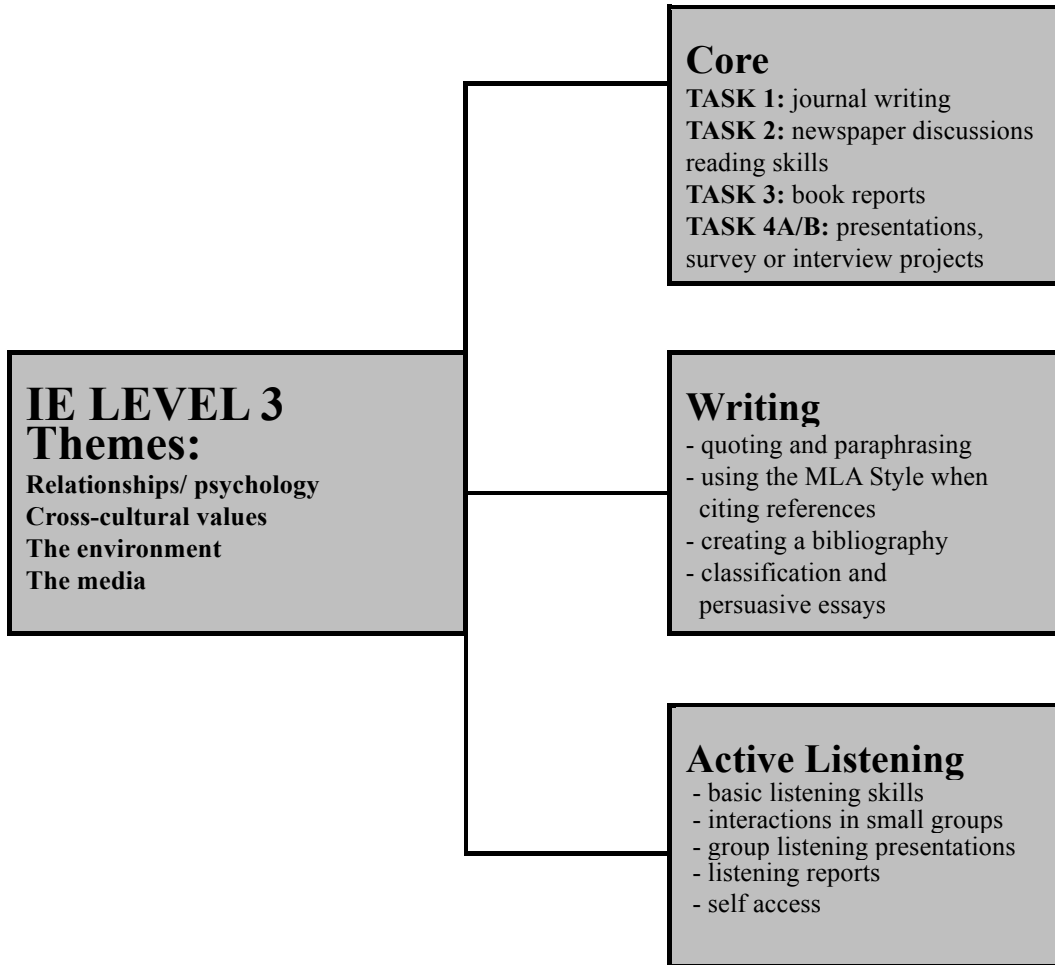 Core
TASK 1: journal writing
TASK 2: newspaper discussions
reading skills
TASK 3: book reports
TASK 4A/B: presentations,
survey or interview projects
IE LEVEL 3
Themes:
Relationships/ psychology
Cross-cultural values
The environment
The media
Writing
- quoting and paraphrasing
- using the MLA Style when
citing references
- creating a bibliography
- classification and
persuasive essays
Active Listening
- basic listening skills
- interactions in small groups
- group listening presentations
- listening reports
- self access